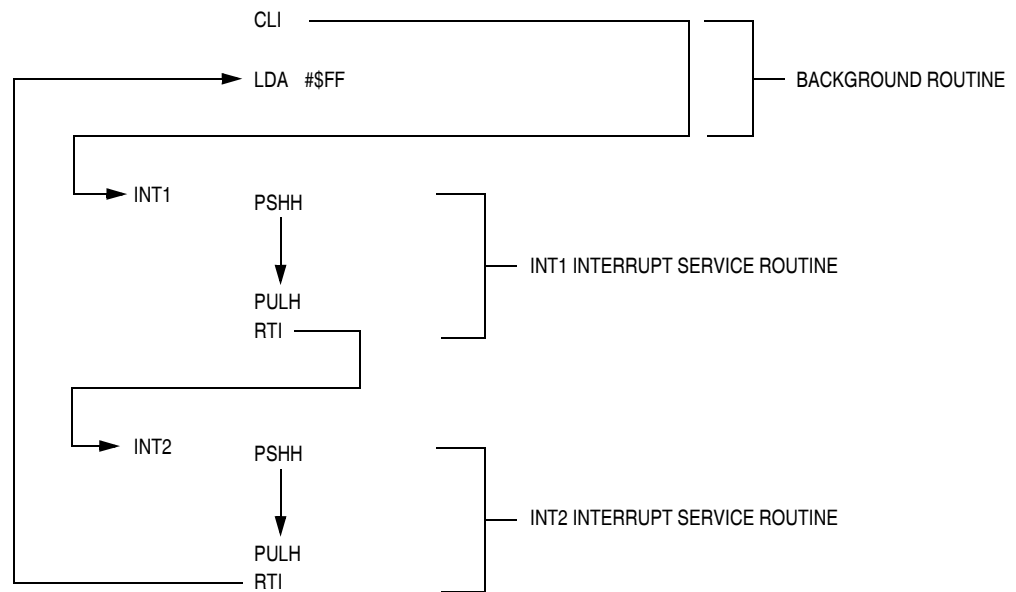 CLI
LDA #$FF
BACKGROUND ROUTINE
INT1
PSHH
INT1 INTERRUPT SERVICE ROUTINE
PULH
RTI
INT2
PSHH
INT2 INTERRUPT SERVICE ROUTINE
PULH
RTI